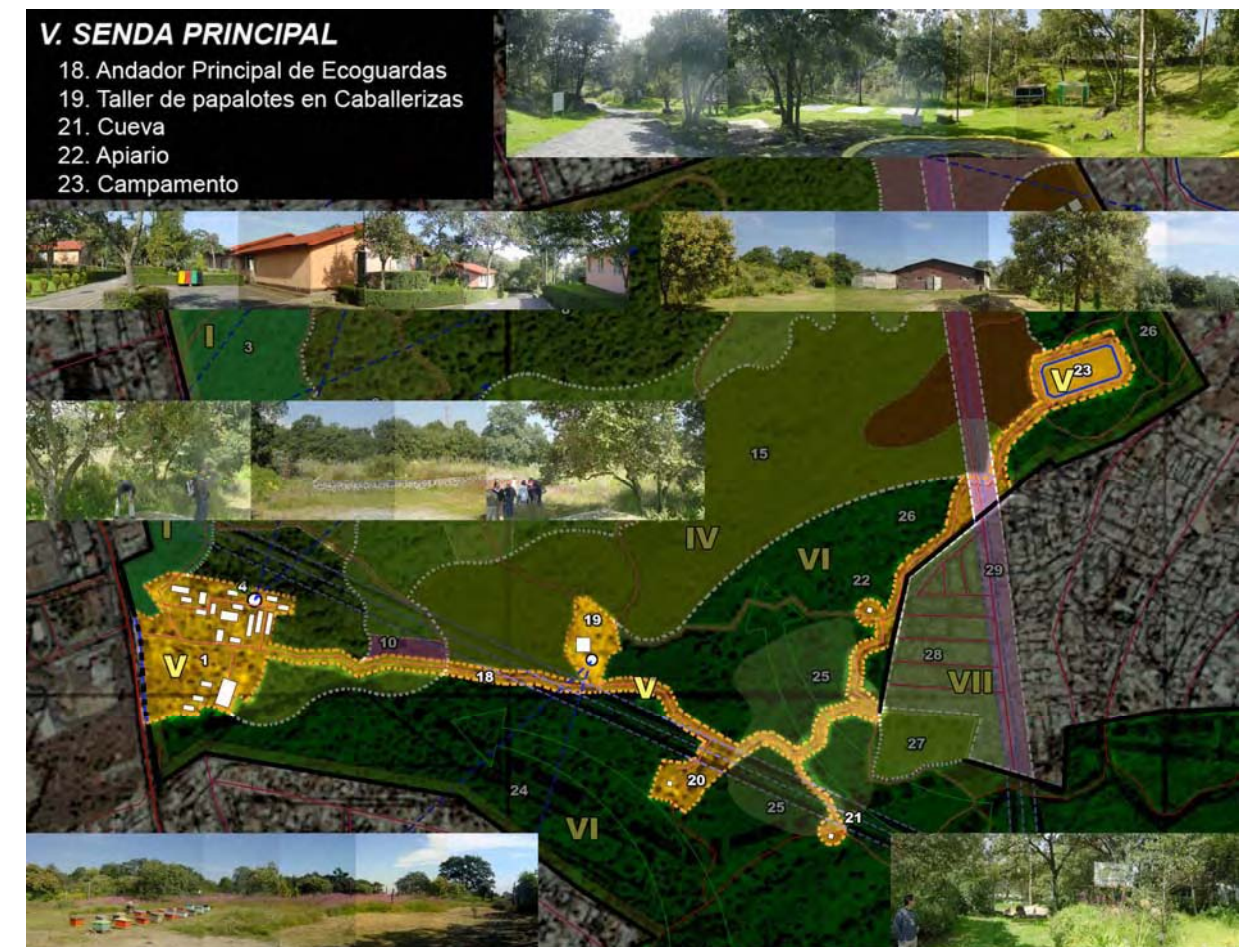 V. SENDA PRINCIPAL
18. Andador Principal de Ecoguardas
19. Taller de papalotes en Caballerizas
21. Cueva
22. Apiario
23. Campamento
I
3
26
V 23
15
I
IV
26
VI
22
29
4
19
10
V 1
18
V
25
28
VII
27
20
24
25
21
VI